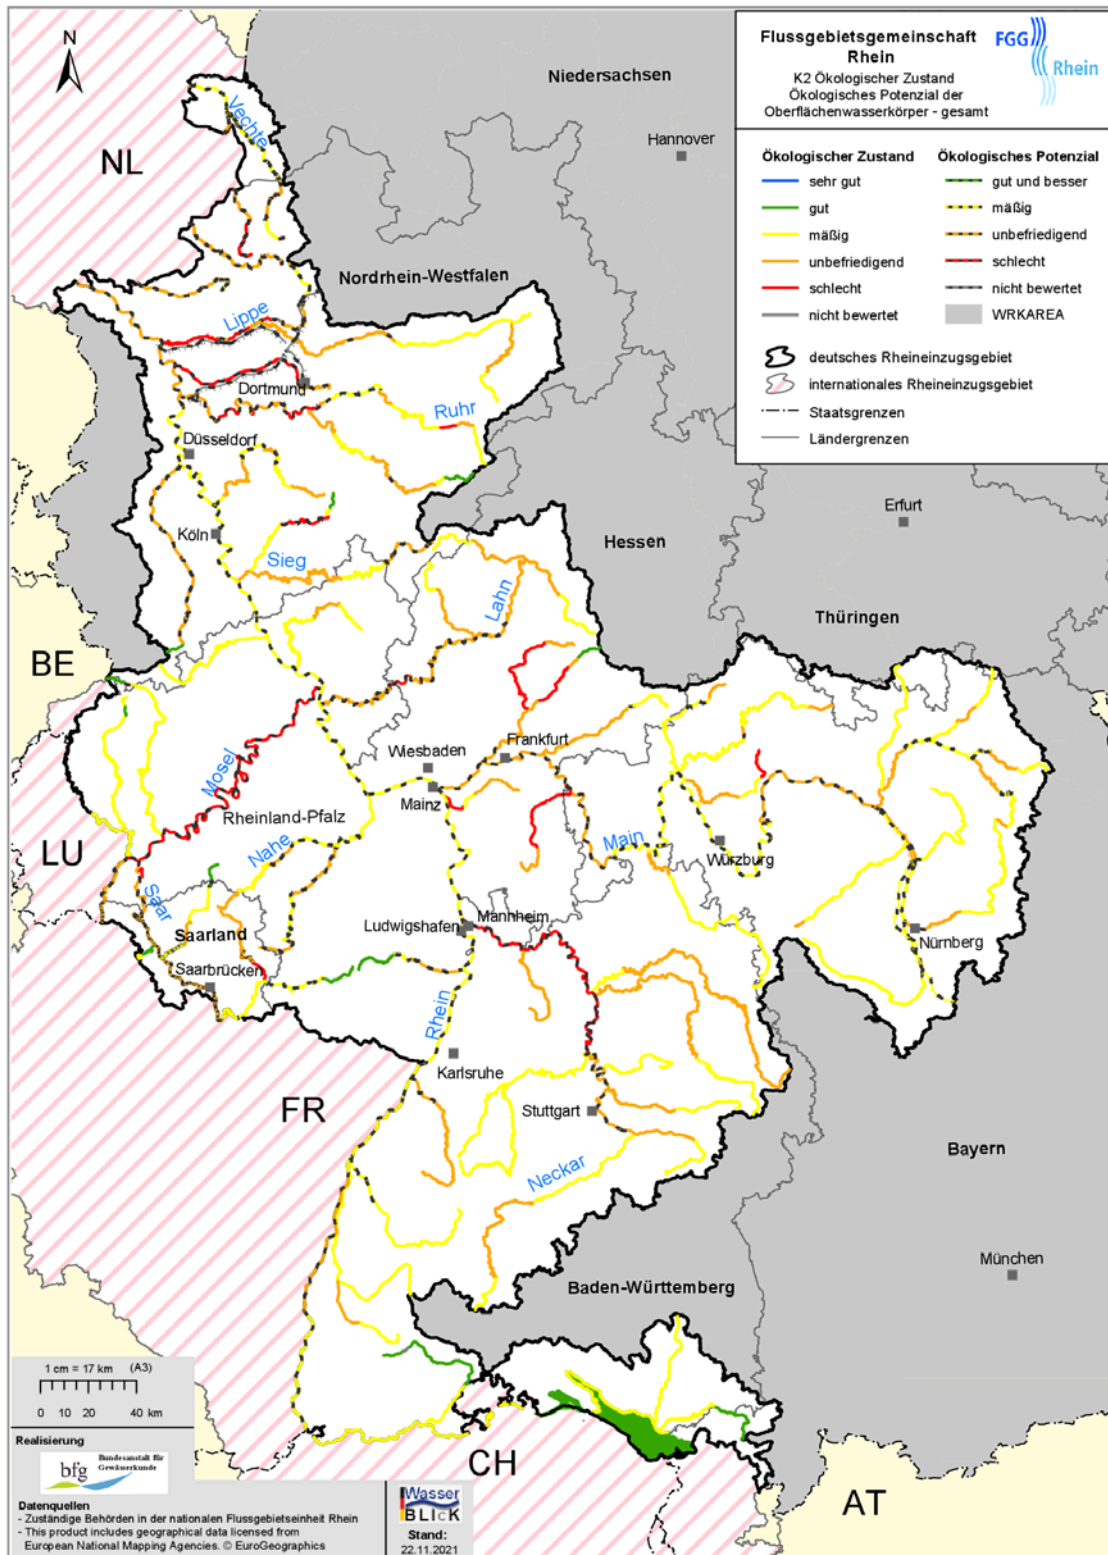 Flussgebietsgemeinschaft
Rhein
K2 Ökologischer Zustand
Ökologisches Potenzial der
Oberflächenwasserkörper - gesamt
FGG
Rhein
Ökologischer Zustand
sehr gut
gut
mäßig
unbefriedigend
schlecht
nicht bewertet
Ökologisches Potenzial
gut und besser
mäßig
unbefriedigend
schlecht
nicht bewertet
WRKAREA
deutsches Rheineinzugsgebiet
internationales Rheineinzugsgebiet
Staatsgrenzen
Ländergrenzen
N
Niedersachsen
Hannover
Vechte
NL
Nordrhein-Westfalen
Lippe
Dortmund
Ruhr
Düsseldorf
Köln
Sieg
Hessen
Erfurt
Lahn
Thüringen
BE
Mosel
Wiesbaden
Frankfurt
Mainz
Rheinland-Pfalz
LU
Nahe
Main
Würzburg
Saar
Saarland
Ludwigshafen
Mannheim
Nürnberg
Saarbrücken
Rhein
Karlsruhe
FR
Stuttgart
Bayern
Neckar
München
Baden-Württemberg
CH
AT
1 cm = 17 km (A3)
0 10 20 40 km
Realisierung
bfg
Bundesanstalt für
Gewässerkunde
Datenquellen
- Zuständige Behörden in der nationalen Flussgebietseinheit Rhein
- This product includes geographical data licensed from
European National Mapping Agencies. © EuroGeographics
Wasser
BLIcK
Stand:
22.11.2021